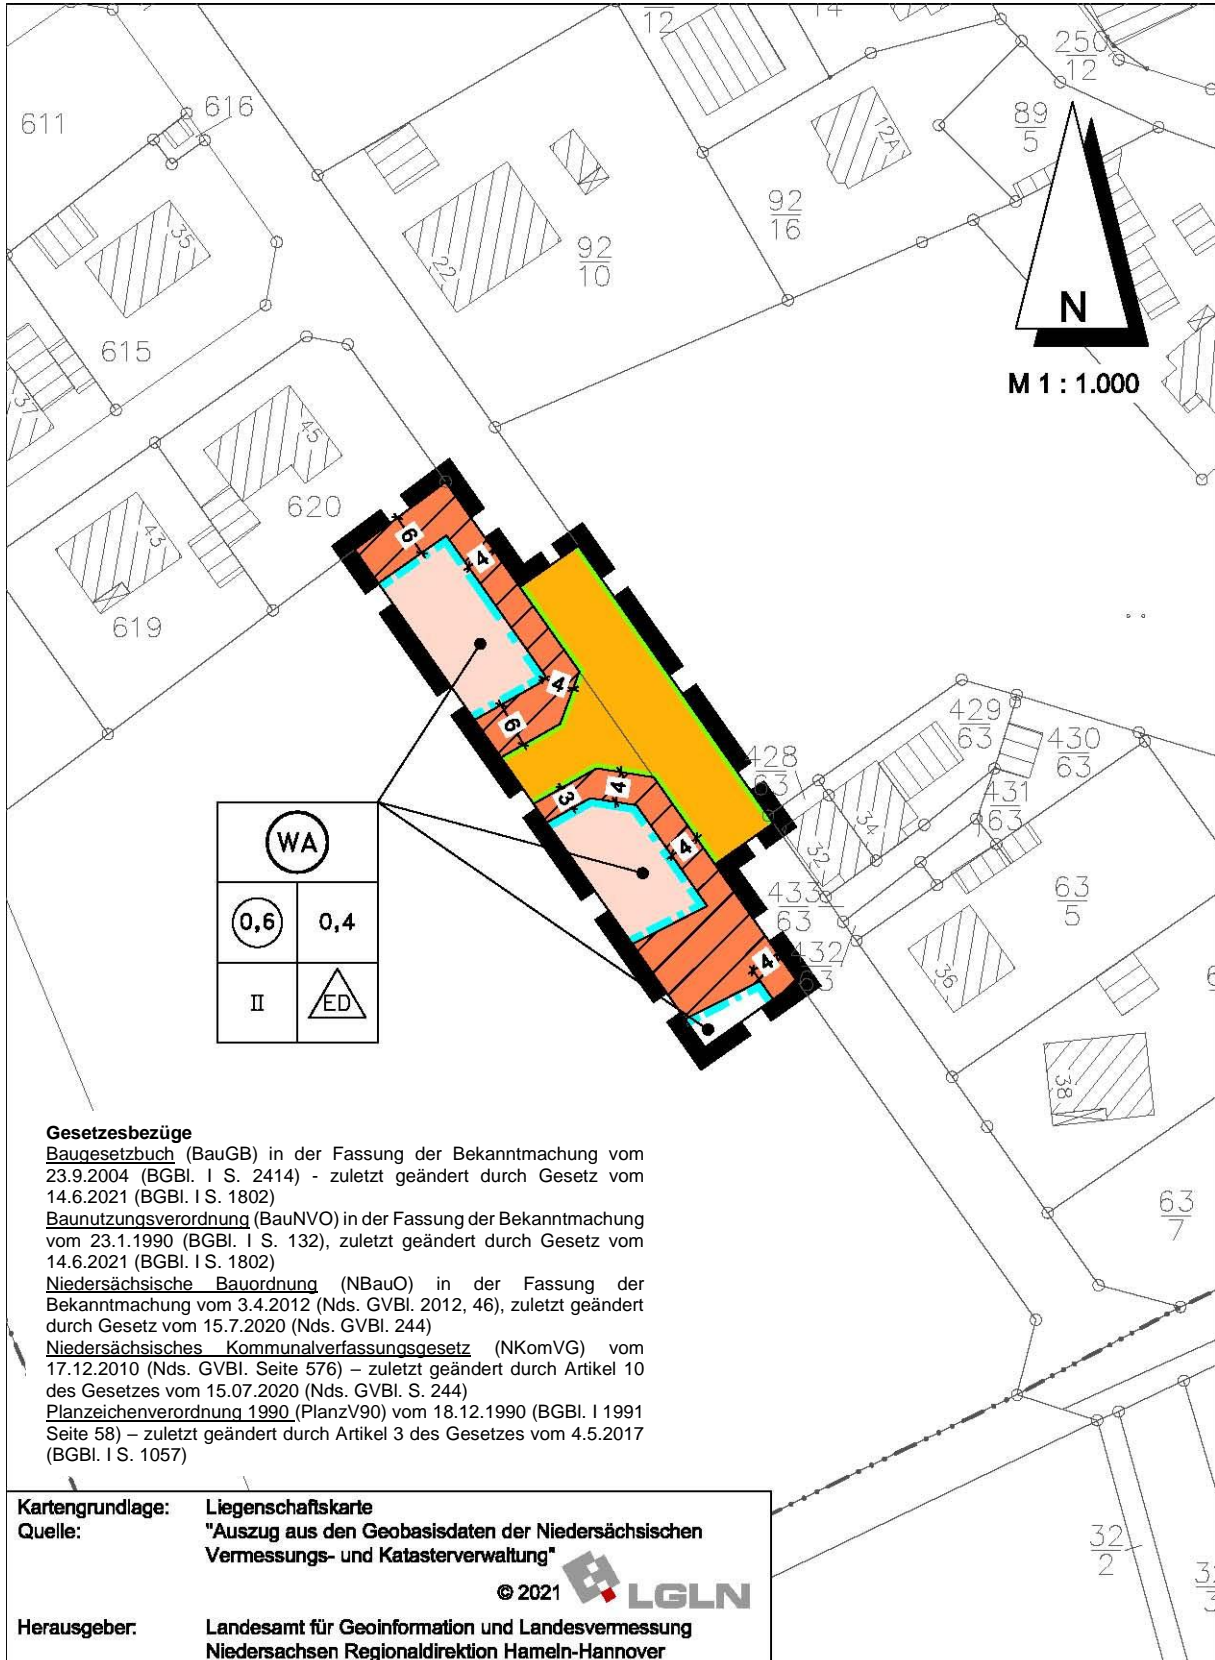 12
14
250
12
616
611
89
5
12A
92
16
35
22
92
10
N
615
37
M 1 : 1.000
45
620
6
4
43
619
4
6
429
63
430
63
428
63
431
63
3
4
34
WA
4
32
0,6
0,4
433
63
63
5
432
63
4
36
II
ED
38
Gesetzesbezüge
Baugesetzbuch (BauGB) in der Fassung der Bekanntmachung vom
23.9.2004 (BGBl. I S. 2414) - zuletzt geändert durch Gesetz vom
14.6.2021 (BGBl. I S. 1802)
Baunutzungsverordnung (BauNVO) in der Fassung der Bekanntmachung
vom 23.1.1990 (BGBl. I S. 132), zuletzt geändert durch Gesetz vom
14.6.2021 (BGBl. I S. 1802)
Niedersächsische Bauordnung (NBauO) in der Fassung der
Bekanntmachung vom 3.4.2012 (Nds. GVBl. 2012, 46), zuletzt geändert
durch Gesetz vom 15.7.2020 (Nds. GVBl. 244)
Niedersächsisches Kommunalverfassungsgesetz (NKomVG) vom
17.12.2010 (Nds. GVBl. Seite 576) – zuletzt geändert durch Artikel 10
des Gesetzes vom 15.07.2020 (Nds. GVBl. S. 244)
Planzeichenverordnung 1990 (PlanzV90) vom 18.12.1990 (BGBl. I 1991
Seite 58) – zuletzt geändert durch Artikel 3 des Gesetzes vom 4.5.2017
(BGBl. I S. 1057)
63
7
Kartengrundlage: Liegenschaftskarte
Quelle: "Auszug aus den Geobasisdaten der Niedersächsischen
Vermessungs- und Katasterverwaltung"
© 2021 LGLN
32
2
Herausgeber: Landesamt für Geoinformation und Landesvermessung
Niedersachsen Regionaldirektion Hameln-Hannover